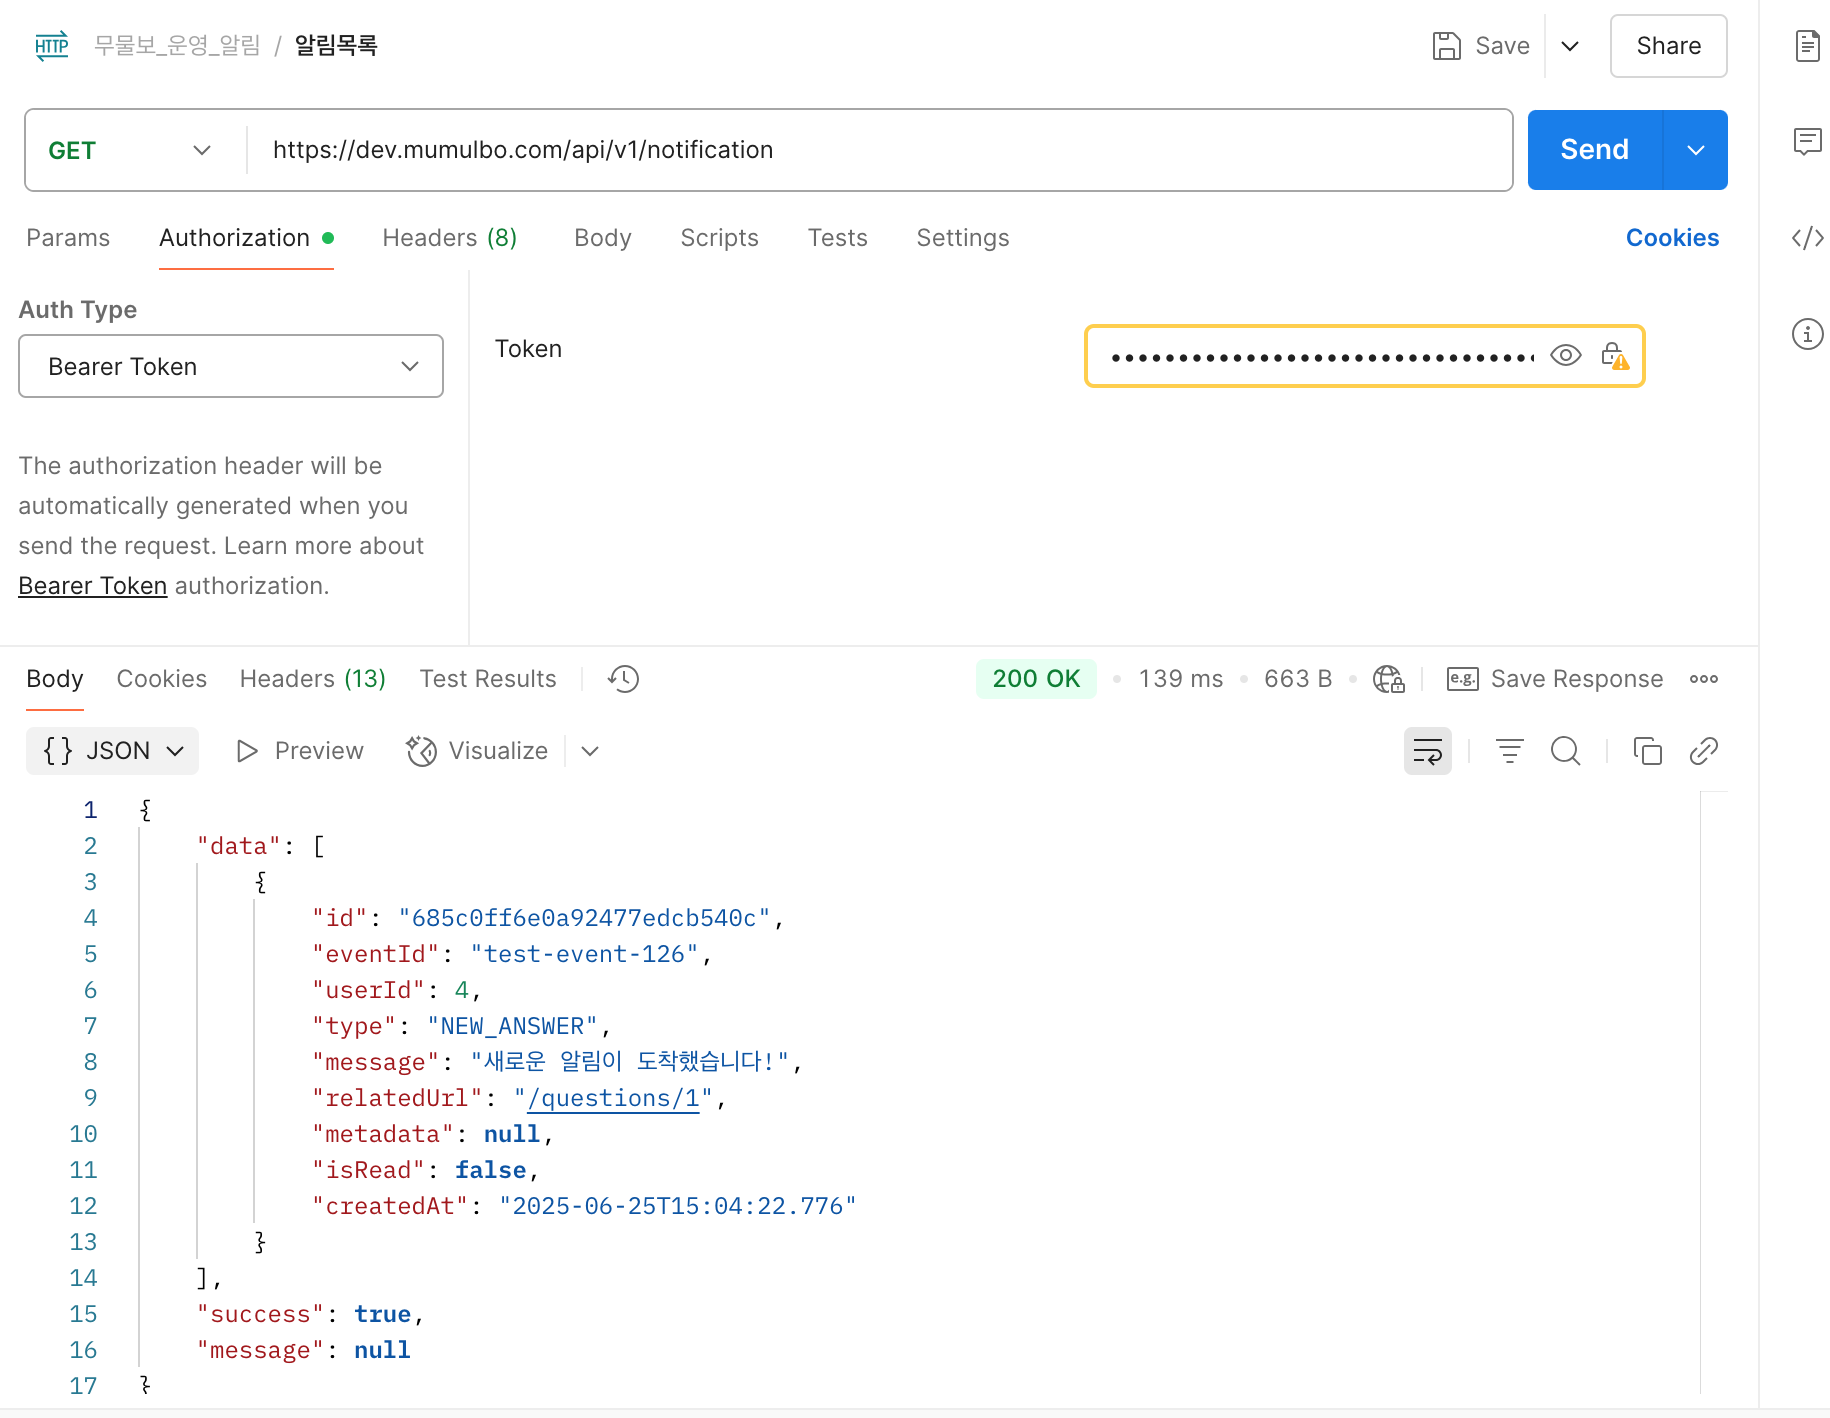 HTTP 무물보_운영_알림 / 알림목록 Save Share
GET https://dev.mumulbo.com/api/v1/notification Send
Params Authorization Headers (8) Body Scripts Tests Settings Cookies
Auth Type
Bearer Token
Token
The authorization header will be
automatically generated when you
send the request. Learn more about
Bearer Token authorization.
Body Cookies Headers (13) Test Results 200 OK 139 ms 663 B e.g. Save Response
{} JSON Preview Visualize
1 {
2 "data": [
3 {
4 "id": "685c0ff6e0a92477edcb540c",
5 "eventId": "test-event-126",
6 "userId": 4,
7 "type": "NEW_ANSWER",
8 "message": "새로운 알림이 도착했습니다!",
9 "relatedUrl": "/questions/1",
10 "metadata": null,
11 "isRead": false,
12 "createdAt": "2025-06-25T15:04:22.776"
13 }
14 ],
15 "success": true,
16 "message": null
17 }